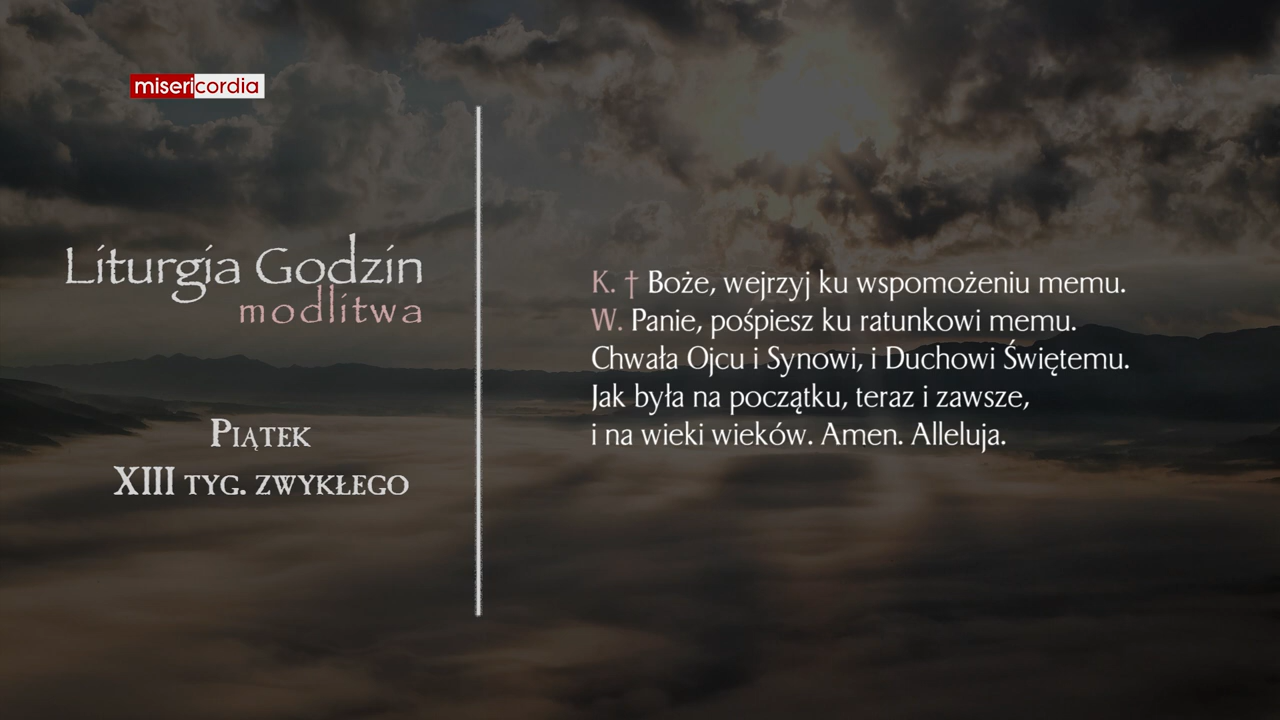 misericordia
Liturgia Godzin
modlitwa
Piątek
XIII tyg. zwykłego
K. † Boże, wejrzyj ku wspomożeniu memu.
W. Panie, pośpiesz ku ratunkowi memu.
Chwała Ojcu i Synowi, i Duchowi Świętemu.
Jak była na początku, teraz i zawsze,
i na wieki wieków. Amen. Alleluja.